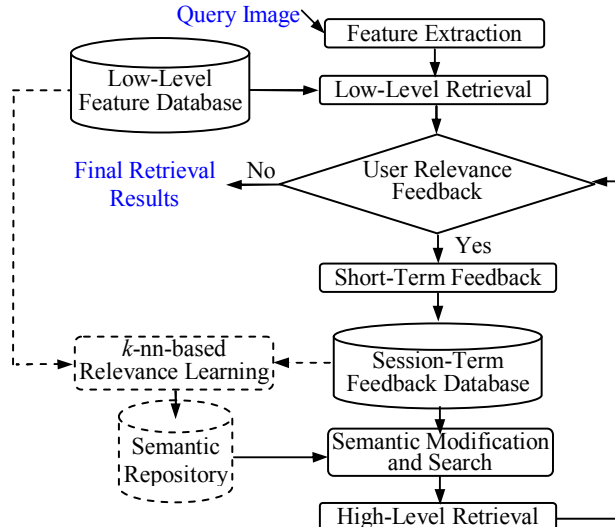 Query Image
Feature Extraction
Low-Level
Feature Database
Low-Level Retrieval
User Relevance
Feedback
No
Final Retrieval
Results
Yes
Short-Term Feedback
k-nn-based
Relevance Learning
Session-Term
Feedback Database
Semantic
Repository
Semantic Modification
and Search
High-Level Retrieval